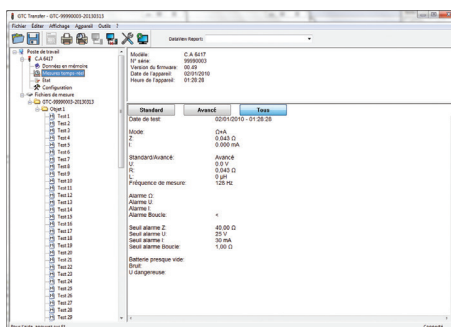 GTC Transfer - GTC-99990003-20130313
Fichier Editer Affichage Appareil Outils ?
DataView Report:
Poste de travail
C.A 6417
Données en mémoire
Mesures temps réel
Etat
Configuration
Fichiers de mesure
GTC-99990003-20130313
Objet 1
Test 1
Test 2
Test 3
Test 4
Test 5
Test 6
Test 7
Test 8
Test 9
Test 10
Test 11
Test 12
Test 13
Test 14
Test 15
Test 16
Test 17
Test 18
Test 19
Test 20
Test 21
Test 22
Test 23
Test 24
Test 25
Test 26
Test 27
Test 28
Test 29
Modèle: C.A 6417
N° série: 99990003
Version du firmware: 00.49
Date de l'appareil: 02/01/2010
Heure de l'appareil: 01:28:28
Standard Avancé Tous
Date de test: 02/01/2010 - 01:28:28
Mode: Ω+A
Z: 0,043 Ω
I: 0.000 mA
Standard/Avancé: Avancé
U: 0.0 V
R: 0,043 Ω
L: 0 µH
Fréquence de mesure: 128 Hz
Alarme Ω:
Alarme U:
Alarme I:
Alarme Boucle: <
Seuil alarme Z: 40.00 Ω
Seuil alarme U: 25 V
Seuil alarme I: 30 mA
Seuil alarme Boucle: 1,00 Ω
Batterie presque vide:
Bruit:
U dangereuse: